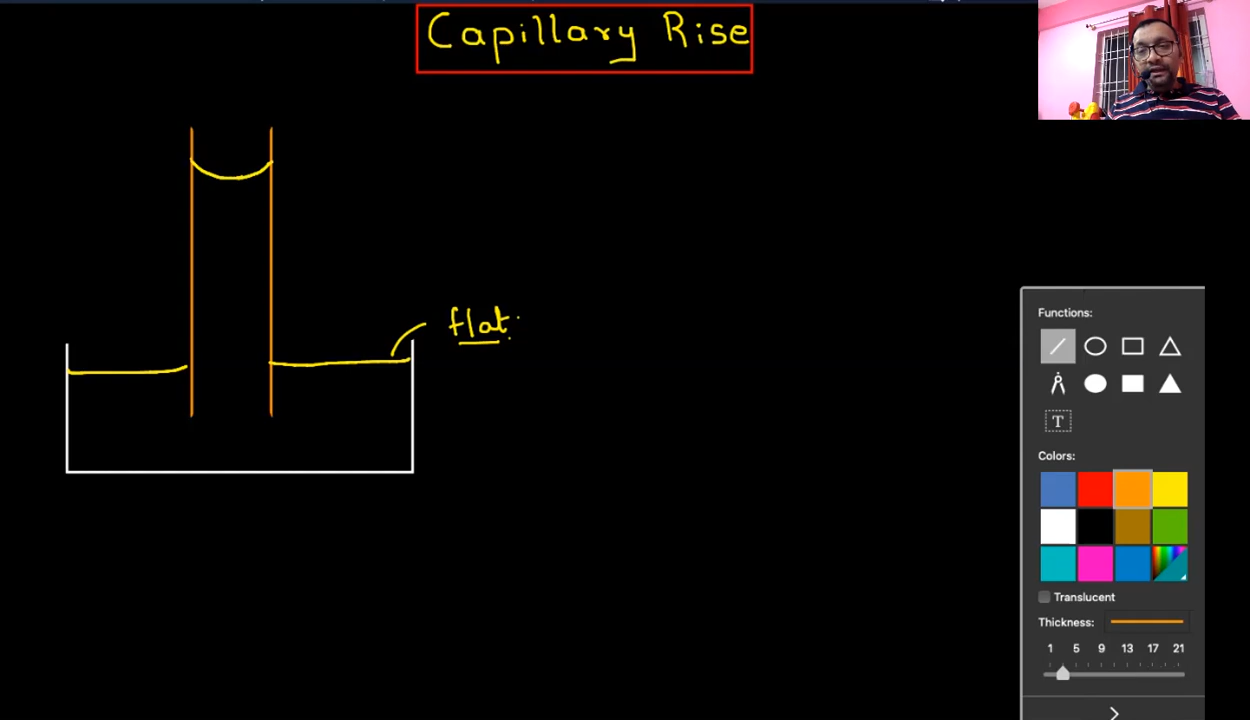 Capillary Rise
flat
Functions:
T
Colors:
Translucent
Thickness:
1 5 9 13 17 21